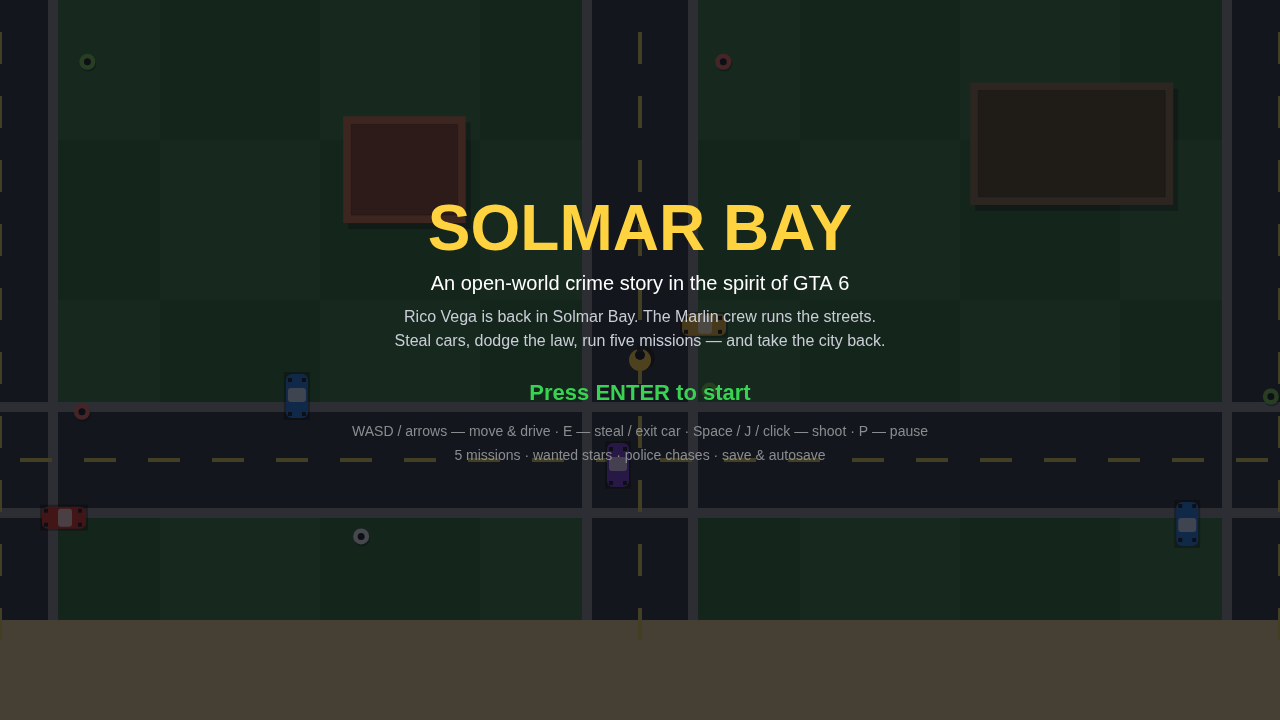 SOLMAR BAY
An open-world crime story in the spirit of GTA 6
Rico Vega is back in Solmar Bay. The Marlin crew runs the streets.
Steal cars, dodge the law, run five missions — and take the city back.
Press ENTER to start
WASD / arrows — move & drive · E — steal / exit car · Space / J / click — shoot · P — pause
5 missions · wanted stars · police chases · save & autosave